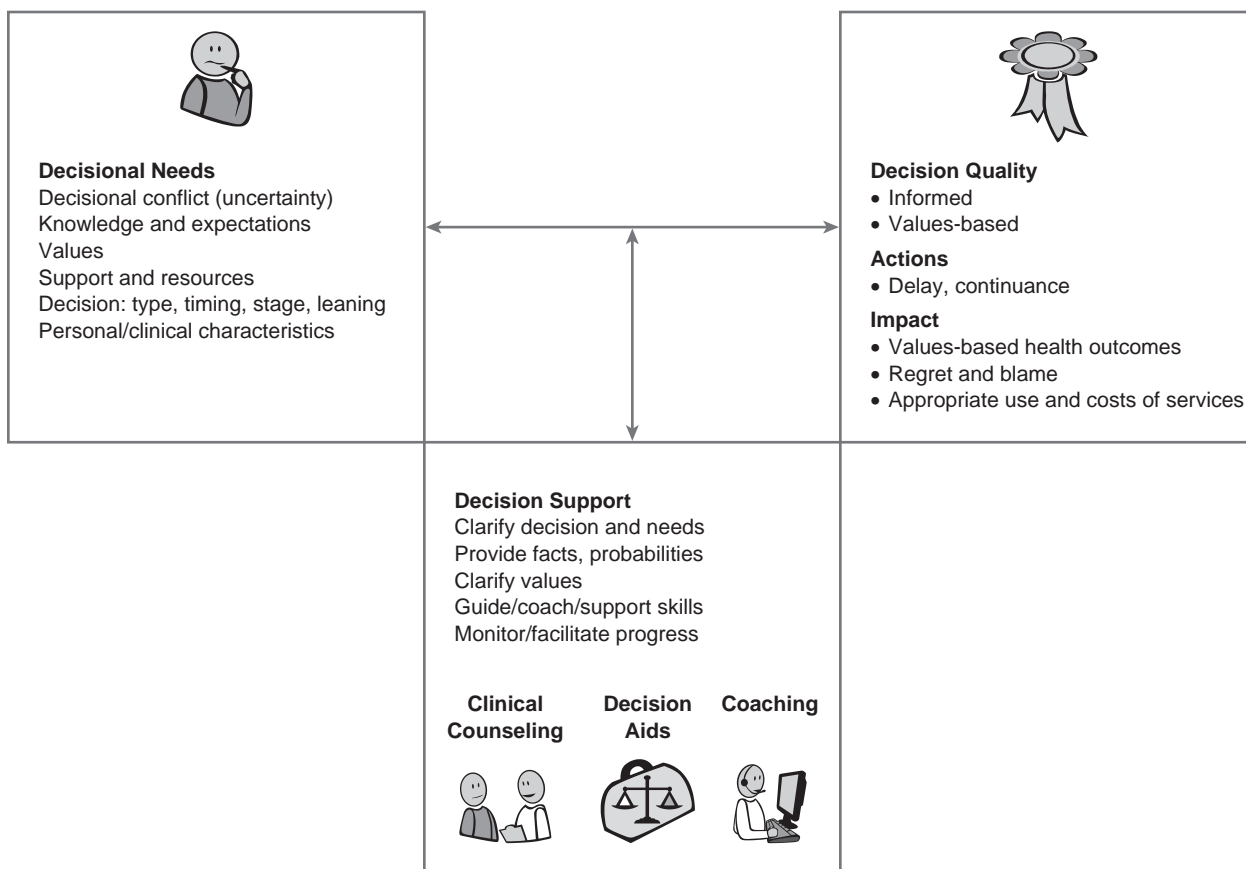 Decisional Needs
Decisional conflict (uncertainty)
Knowledge and expectations
Values
Support and resources
Decision: type, timing, stage, leaning
Personal/clinical characteristics
Decision Quality
• Informed
• Values-based
Actions
• Delay, continuance
Impact
• Values-based health outcomes
• Regret and blame
• Appropriate use and costs of services
Decision Support
Clarify decision and needs
Provide facts, probabilities
Clarify values
Guide/coach/support skills
Monitor/facilitate progress
Clinical
Counseling
Decision
Aids
Coaching